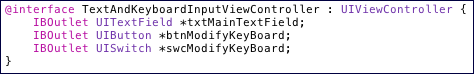 @interface TextAndKeyboardInputViewController : UIViewController {
    IBOutlet UITextField *txtMainTextField;
    IBOutlet UIButton *btnModifyKeyBoard;
    IBOutlet UISwitch *swcModifyKeyBoard;
}